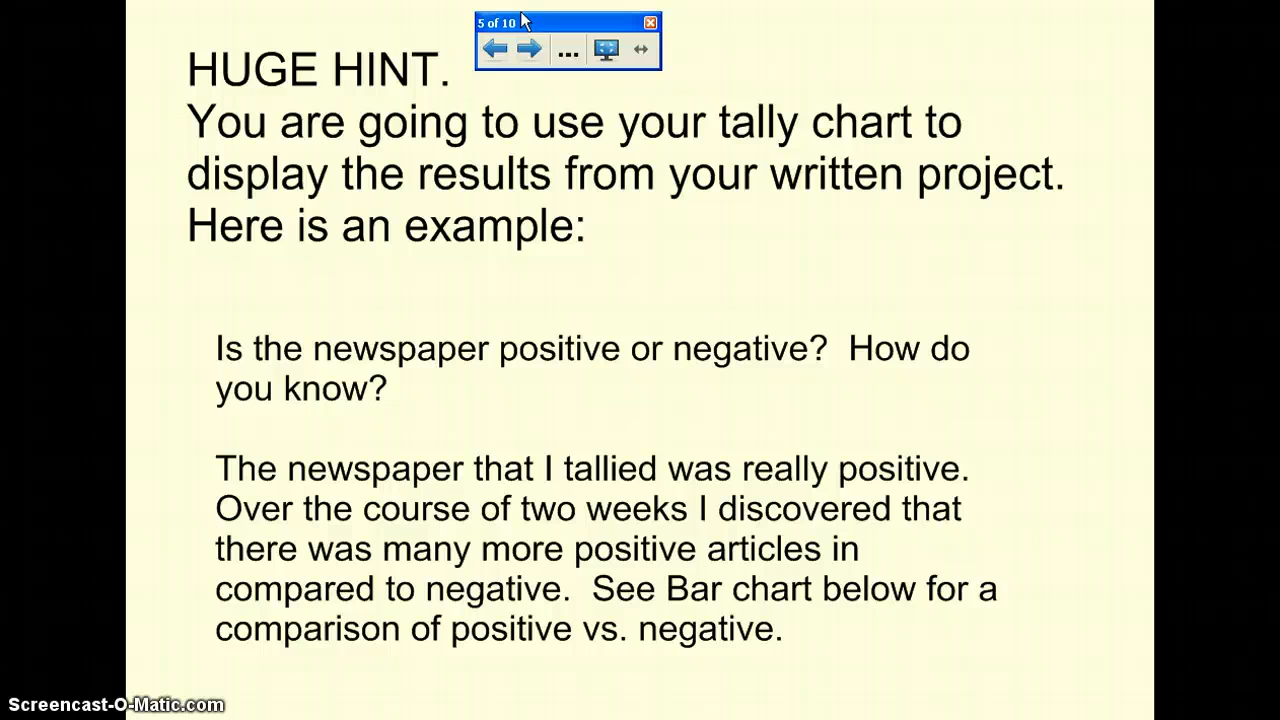 5 of 10
HUGE HINT.
You are going to use your tally chart to
display the results from your written project.
Here is an example:
Is the newspaper positive or negative?  How do
you know?
The newspaper that I tallied was really positive.
Over the course of two weeks I discovered that
there was many more positive articles in
compared to negative.  See Bar chart below for a
comparison of positive vs. negative.
Screencast-O-Matic.com